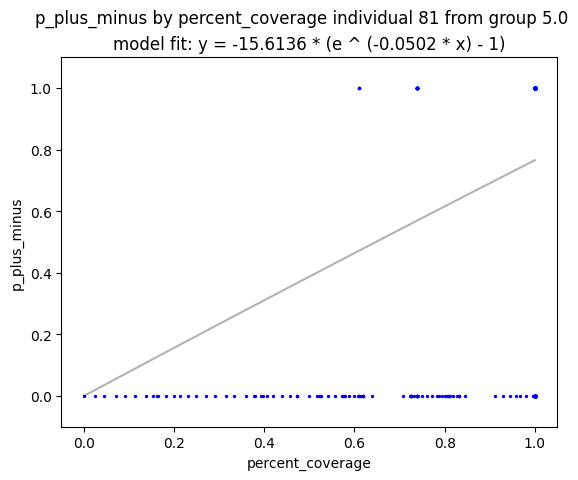 p_plus_minus by percent_coverage individual 81 from group 5.0
model fit: y = -15.6136 * (e ^ (-0.0502 * x) - 1)
1.0
0.8
0.6
0.4
0.2
0.0
p_plus_minus
0.0 0.2 0.4 0.6 0.8 1.0
percent_coverage